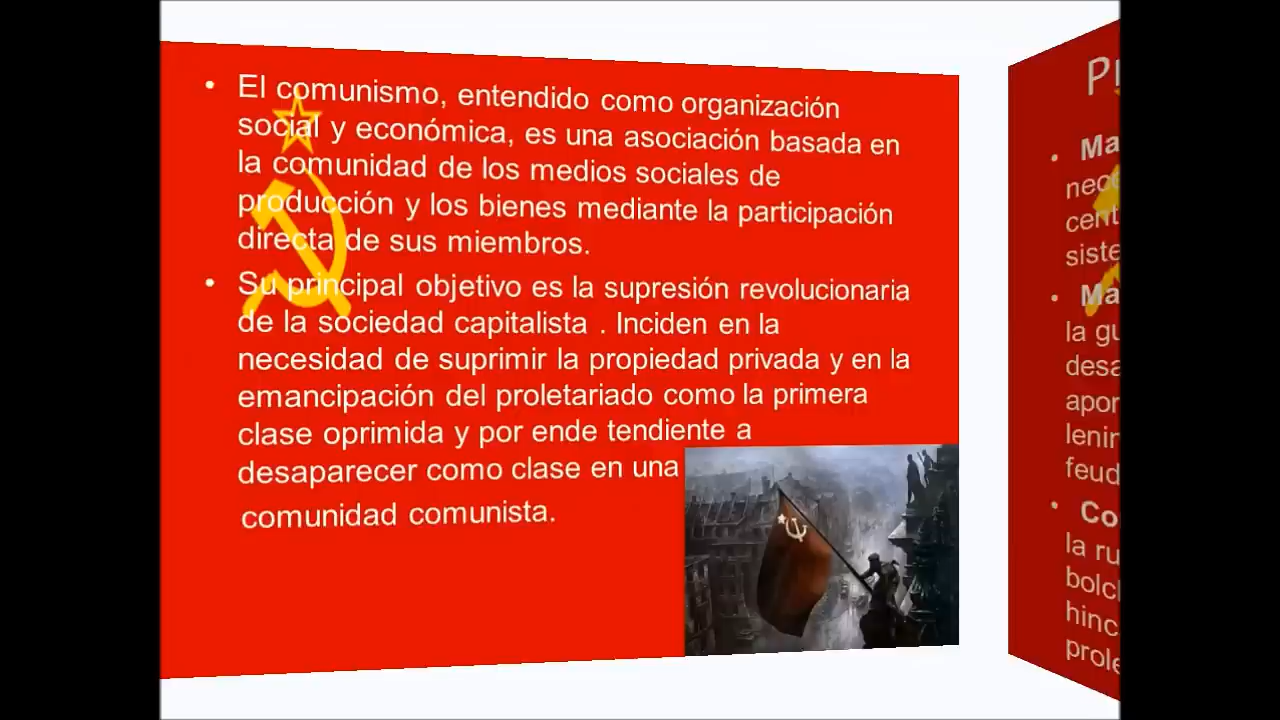 • El comunismo, entendido como organización
social y económica, es una asociación basada en
la comunidad de los medios sociales de
producción y los bienes mediante la participación
directa de sus miembros.
• Su principal objetivo es la supresión revolucionaria
de la sociedad capitalista . Inciden en la
necesidad de suprimir la propiedad privada y en la
emancipación del proletariado como la primera
clase oprimida y por ende tendiente a
desaparecer como clase en una
comunidad comunista.
la
la ru